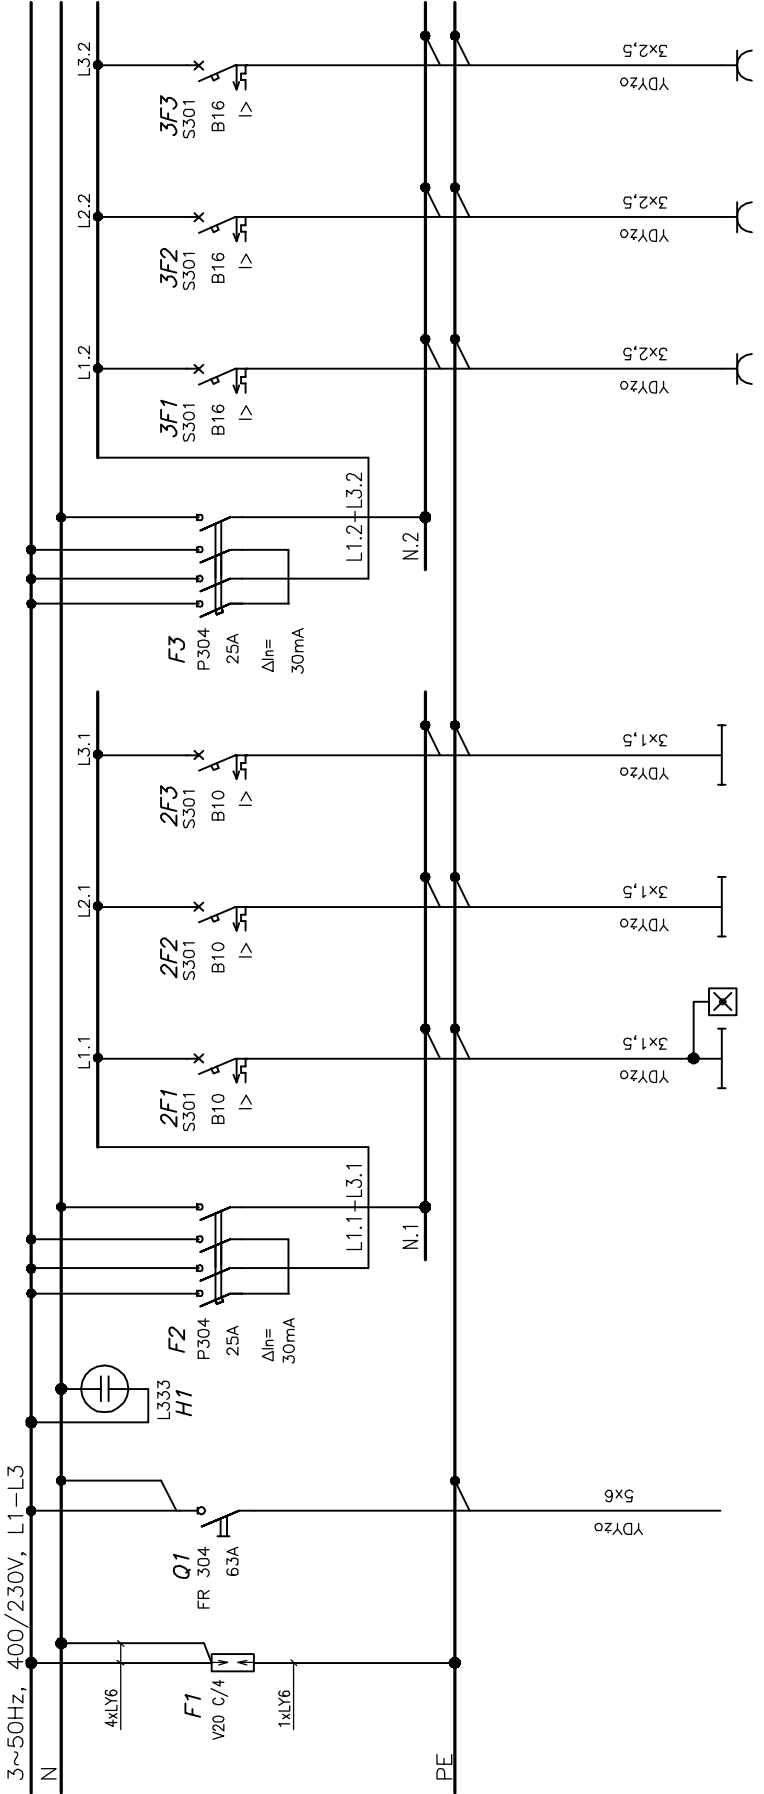 3~50Hz, 400/230V, L1-L3
N
PE
4xLY6
F1
V20 C/4
1xLY6
Q1
FR 304
63A
YDYżo
5x6
L333
H1
F2
P304
25A
ΔIn=
30mA
L1.1-L3.1
N.1
L1.1
2F1
S301
B10
I>
YDYżo
3x1,5
L2.1
2F2
S301
B10
I>
YDYżo
3x1,5
L3.1
2F3
S301
B10
I>
YDYżo
3x1,5
F3
P304
25A
ΔIn=
30mA
L1.2-L3.2
N.2
L1.2
3F1
S301
B16
I>
YDYżo
3x2,5
L2.2
3F2
S301
B16
I>
YDYżo
3x2,5
L3.2
3F3
S301
B16
I>
YDYżo
3x2,5